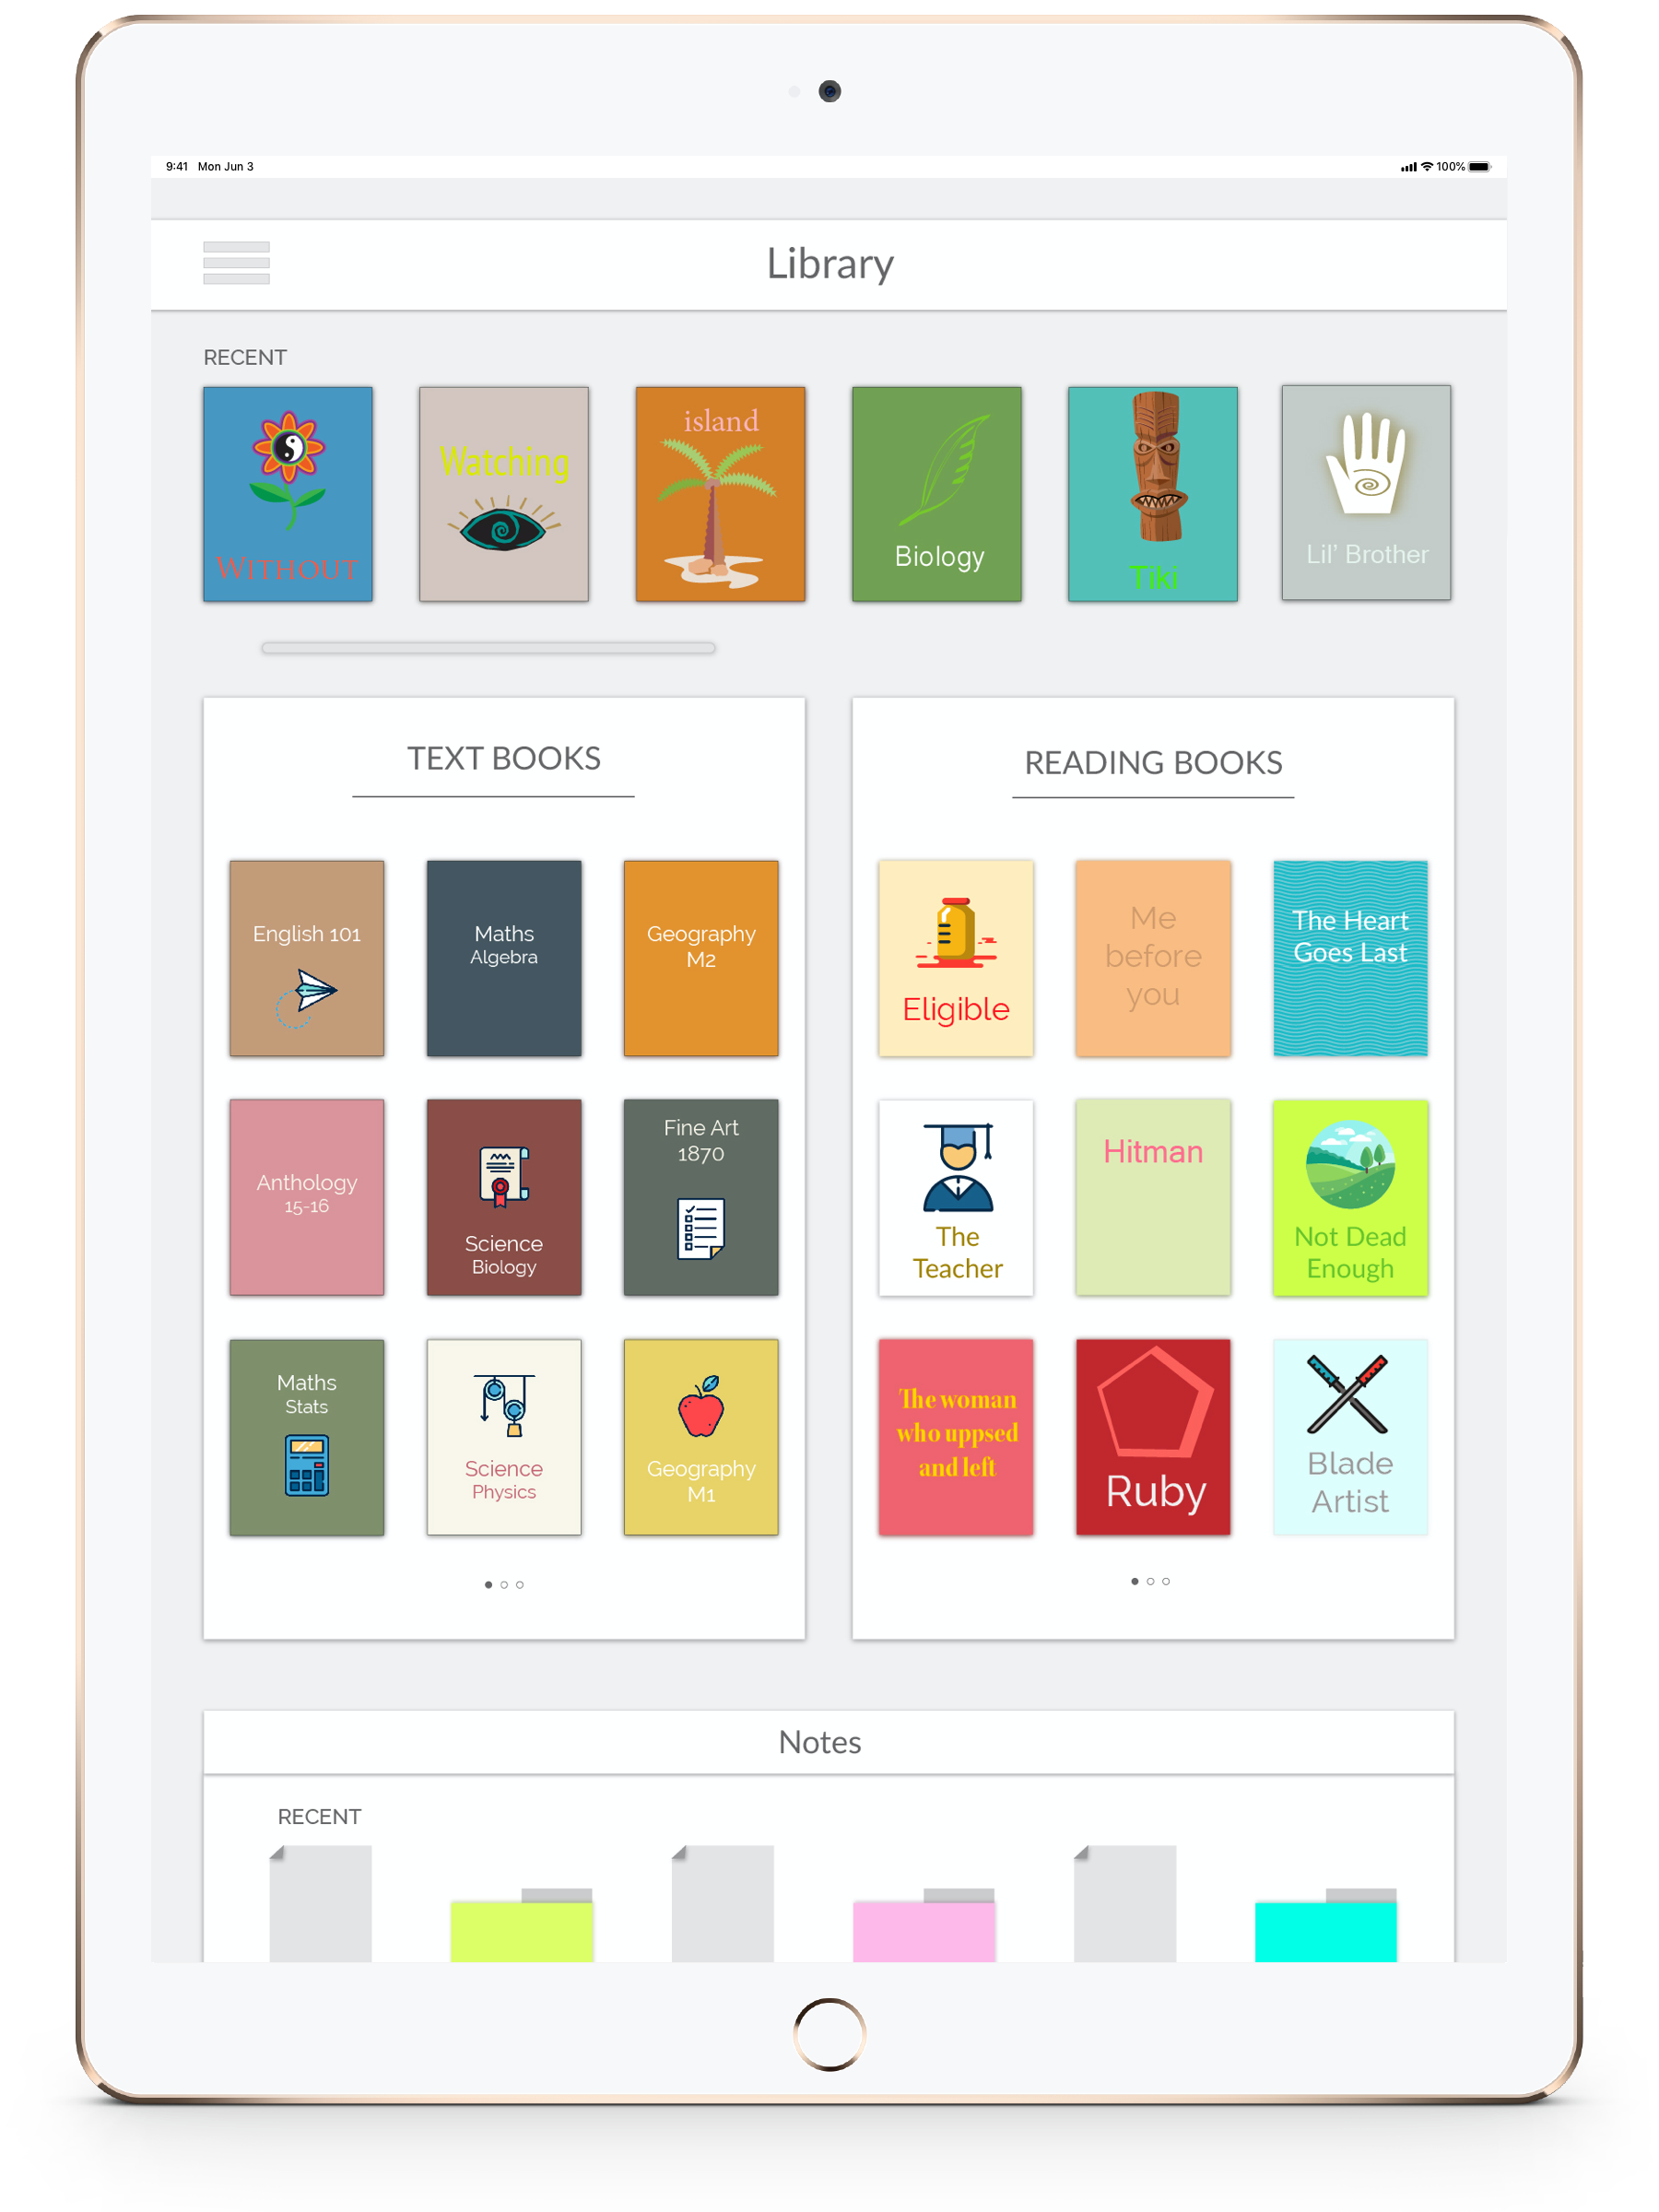 9:41 Mon Jun 3 100%
Library
RECENT
WITHOUT
Watching
island
Biology
Tiki
Lil' Brother
TEXT BOOKS
English 101
Maths
Algebra
Geography
M2
Anthology
15-16
Science
Biology
Fine Art
1870
Maths
Stats
Science
Physics
Geography
M1
READING BOOKS
Eligible
Me
before
you
The Heart
Goes Last
The
Teacher
Hitman
Not Dead
Enough
The woman
who uppsed
and left
Ruby
Blade
Artist
Notes
RECENT